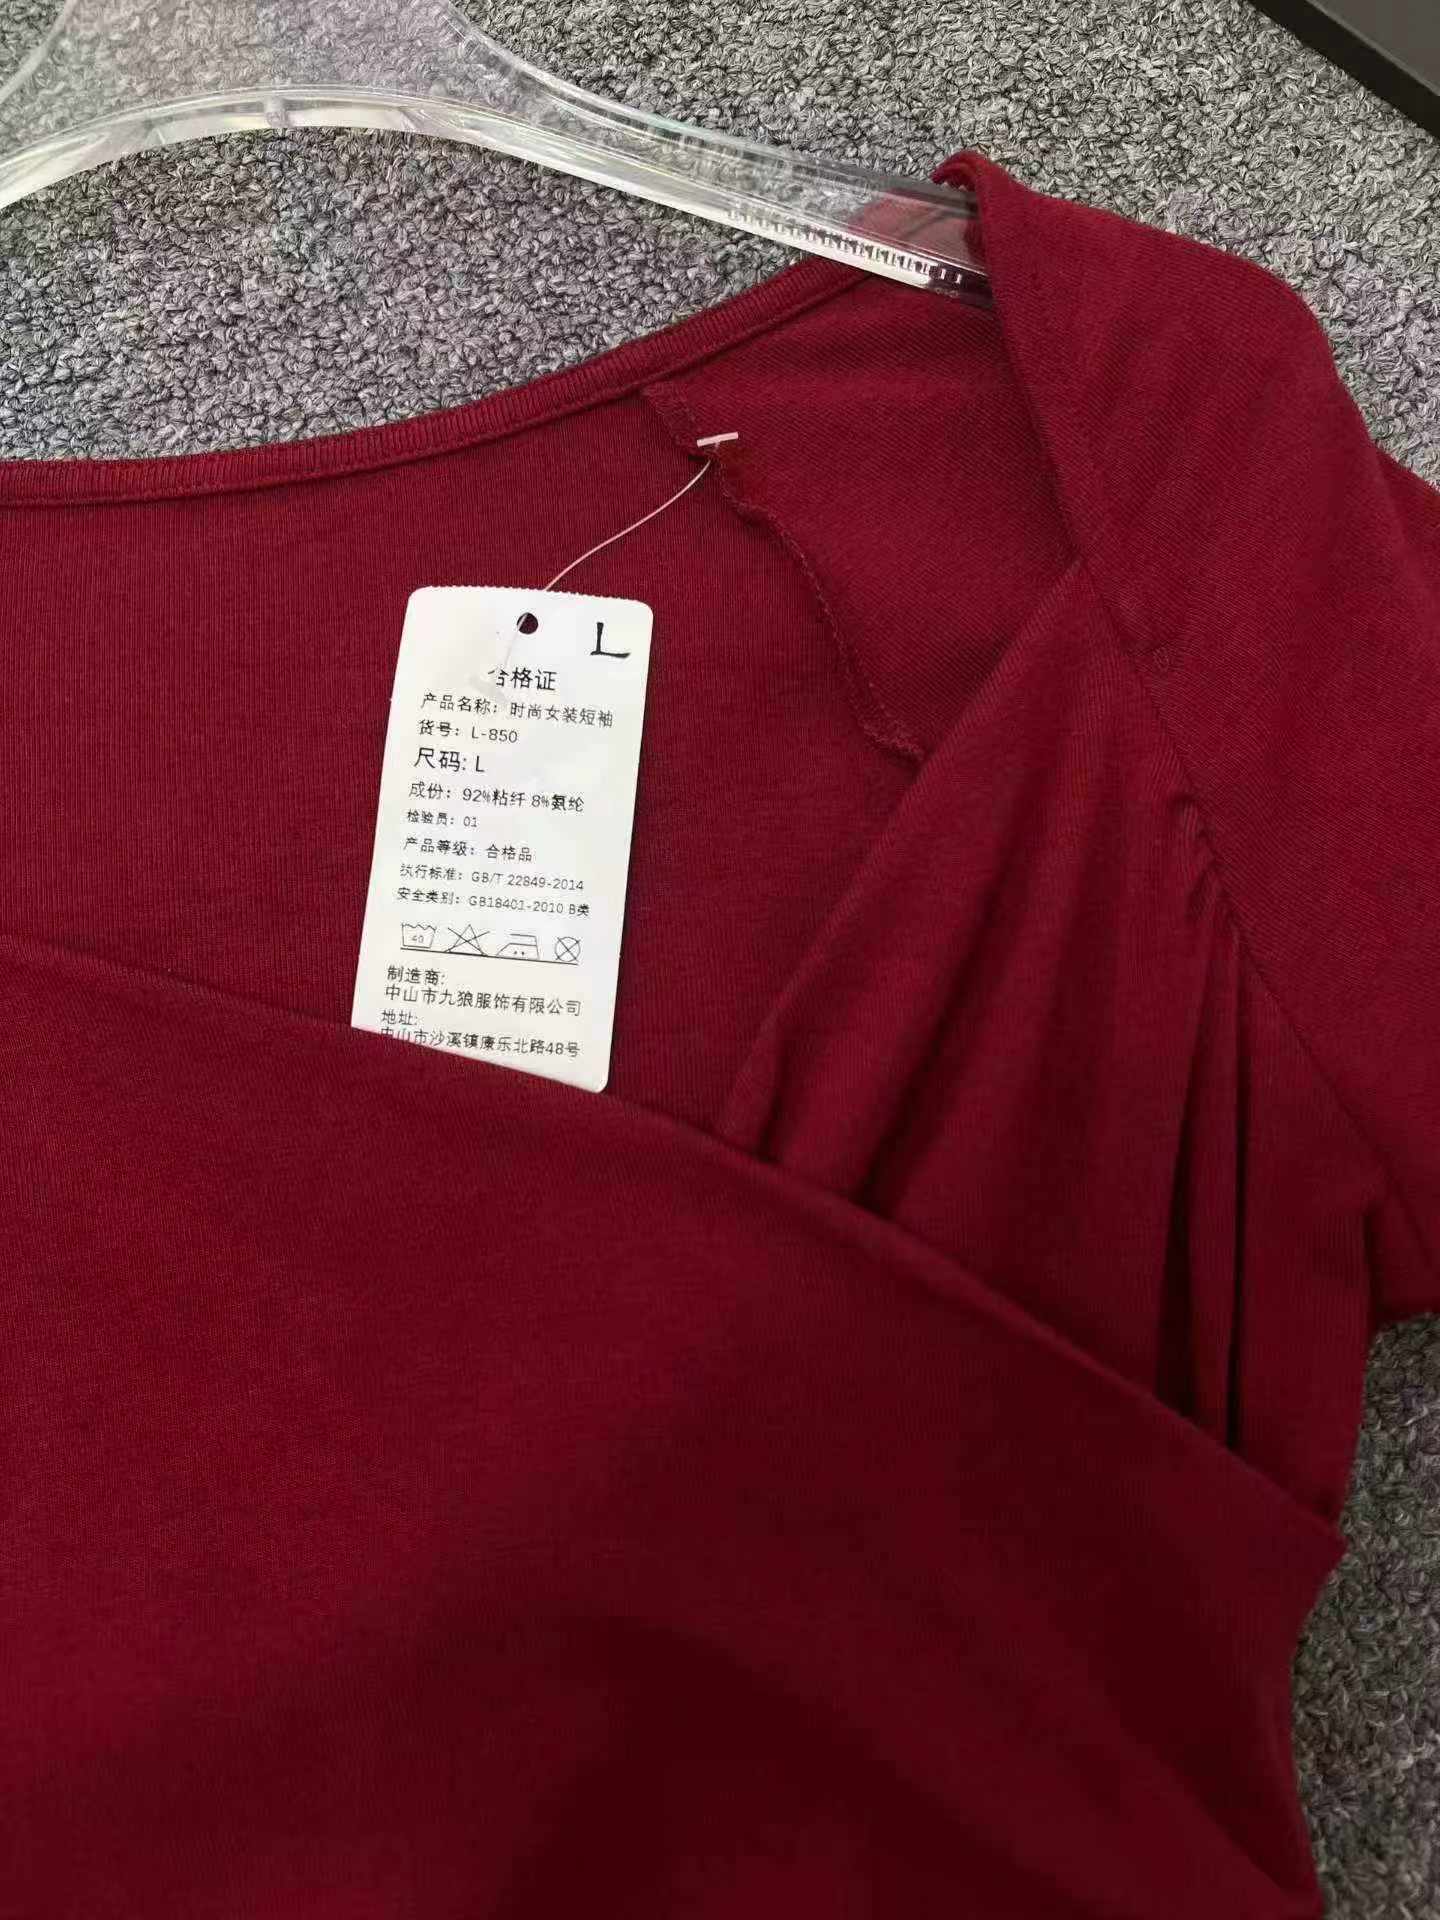 L
合格证
产品名称：时尚女装短袖
货号：L-850
尺码: L
成份：92%粘纤 8%氨纶
检验员：01
产品等级：合格品
执行标准：GB/T 22849-2014
安全类别：GB18401-2010 B类
40
制造商:
中山市九狼服饰有限公司
地址:
中山市沙溪镇康乐北路48号